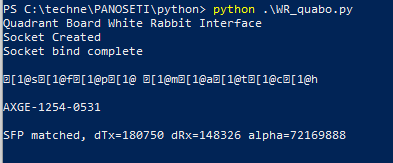 PS C:\techne\PANOSETI\python> python .\WR_quabo.py
Quadrant Board White Rabbit Interface
Socket Created
Socket bind complete
⍰[1@s⍰[1@f⍰[1@p⍰[1@ ⍰[1@m⍰[1@a⍰[1@t⍰[1@c⍰[1@h
AXGE-1254-0531
SFP matched, dTx=180750 dRx=148326 alpha=72169888